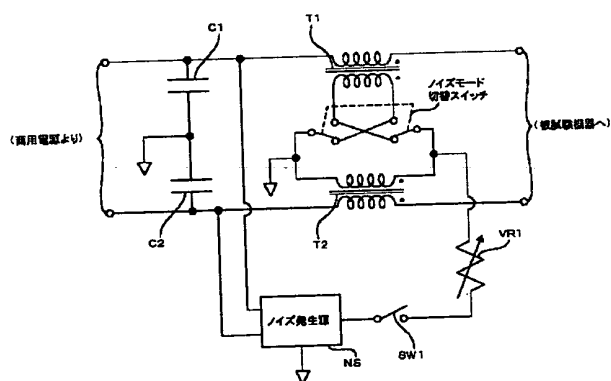 C1
T1
ノイズモード
切替スイッチ
(商用電源より)
(被試験機器へ)
C2
T2
VR1
ノイズ発生源
SW1
NS